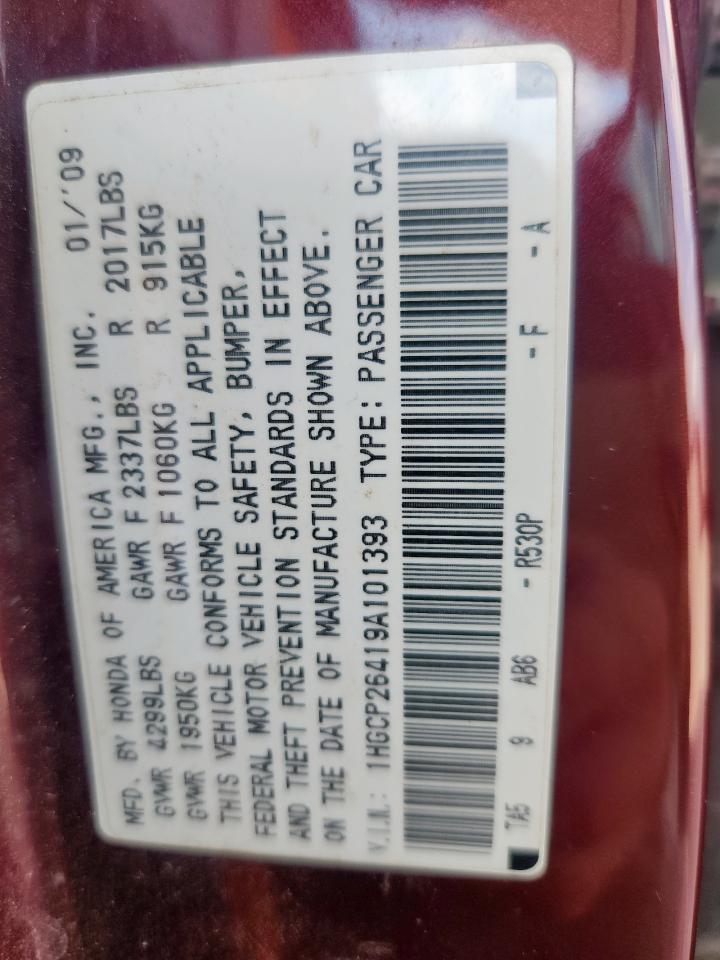 MFD. BY HONDA OF AMERICA MFG., INC. 01/'09
GVWR 4299LBS GAWR F 2337LBS R 2017LBS
GVWR 1950KG GAWR F 1060KG R 915KG
THIS VEHICLE CONFORMS TO ALL APPLICABLE
FEDERAL MOTOR VEHICLE SAFETY, BUMPER,
AND THEFT PREVENTION STANDARDS IN EFFECT
ON THE DATE OF MANUFACTURE SHOWN ABOVE.
V.I.N.: 1HGCP26419A101393 TYPE: PASSENGER CAR
TA5 9 AB6 - R530P - F - A